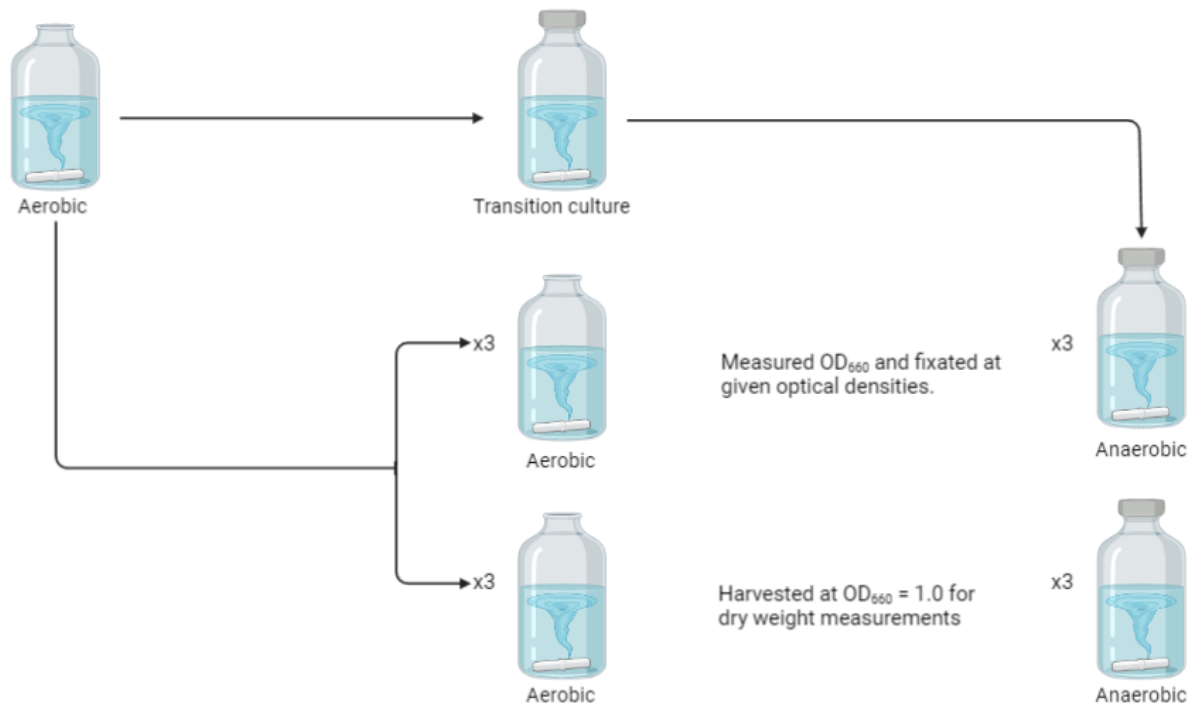 Aerobic
Transition culture
x3
Aerobic
Measured OD₆₆₀ and fixated at
given optical densities.
x3
Anaerobic
x3
Aerobic
Harvested at OD₆₆₀ = 1.0 for
dry weight measurements
x3
Anaerobic